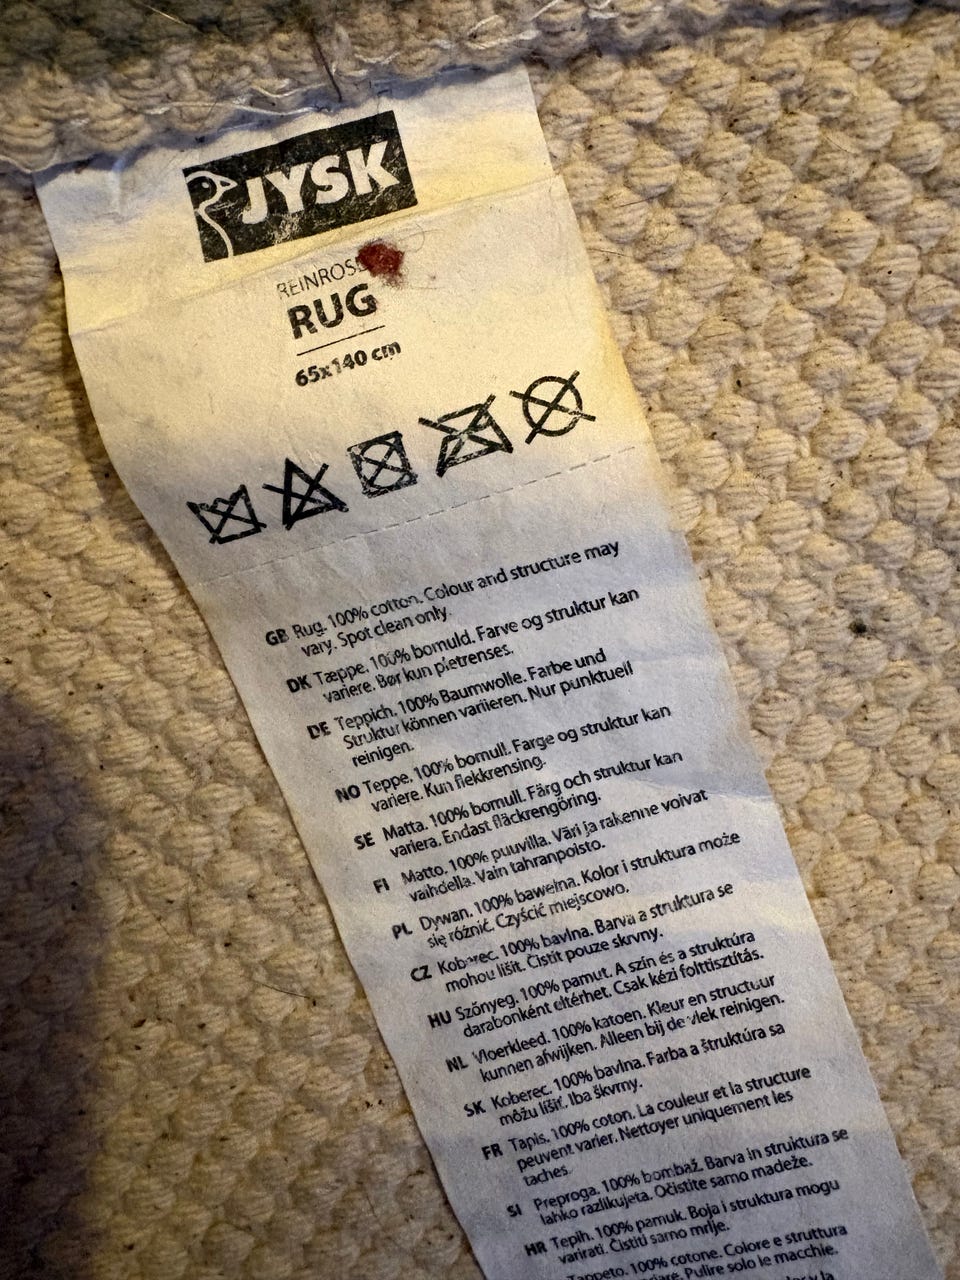 JYSK
REINROSE
RUG
65x140 cm
GB Rug. 100% cotton. Colour and structure may
vary. Spot clean only.
DK Tæppe. 100% bomuld. Farve og struktur kan
variere. Bør kun pletrenses.
DE Teppich. 100% Baumwolle. Farbe und
Struktur können variieren. Nur punktuell
reinigen.
NO Teppe. 100% bomull. Farge og struktur kan
variere. Kun flekkrensing.
SE Matta. 100% bomull. Färg och struktur kan
variera. Endast fläckrengöring.
FI Matto. 100% puuvilla. Väri ja rakenne voivat
vaihdella. Vain tahranpoisto.
PL Dywan. 100% bawełna. Kolor i struktura może
się różnić. Czyścić miejscowo.
CZ Koberec. 100% bavlna. Barva a struktura se
mohou lišit. Čistit pouze skvrny.
HU Szőnyeg. 100% pamut. A szín és a struktúra
darabonként eltérhet. Csak kézi folttisztítás.
NL Vloerkleed. 100% katoen. Kleur en structuur
kunnen afwijken. Alleen bij de vlek reinigen.
SK Koberec. 100% bavlna. Farba a štruktúra sa
môžu líšiť. Iba škvrny.
FR Tapis. 100% coton. La couleur et la structure
peuvent varier. Nettoyer uniquement les
taches.
SI Preproga. 100% bombaž. Barva in struktura se
lahko razlikujeta. Očistite samo madeže.
HR Tepih. 100% pamuk. Boja i struktura mogu
varirati. Čistiti samo mrlje.
Tappeto. 100% cotone. Colore e struttura
Pulire solo le macchie.